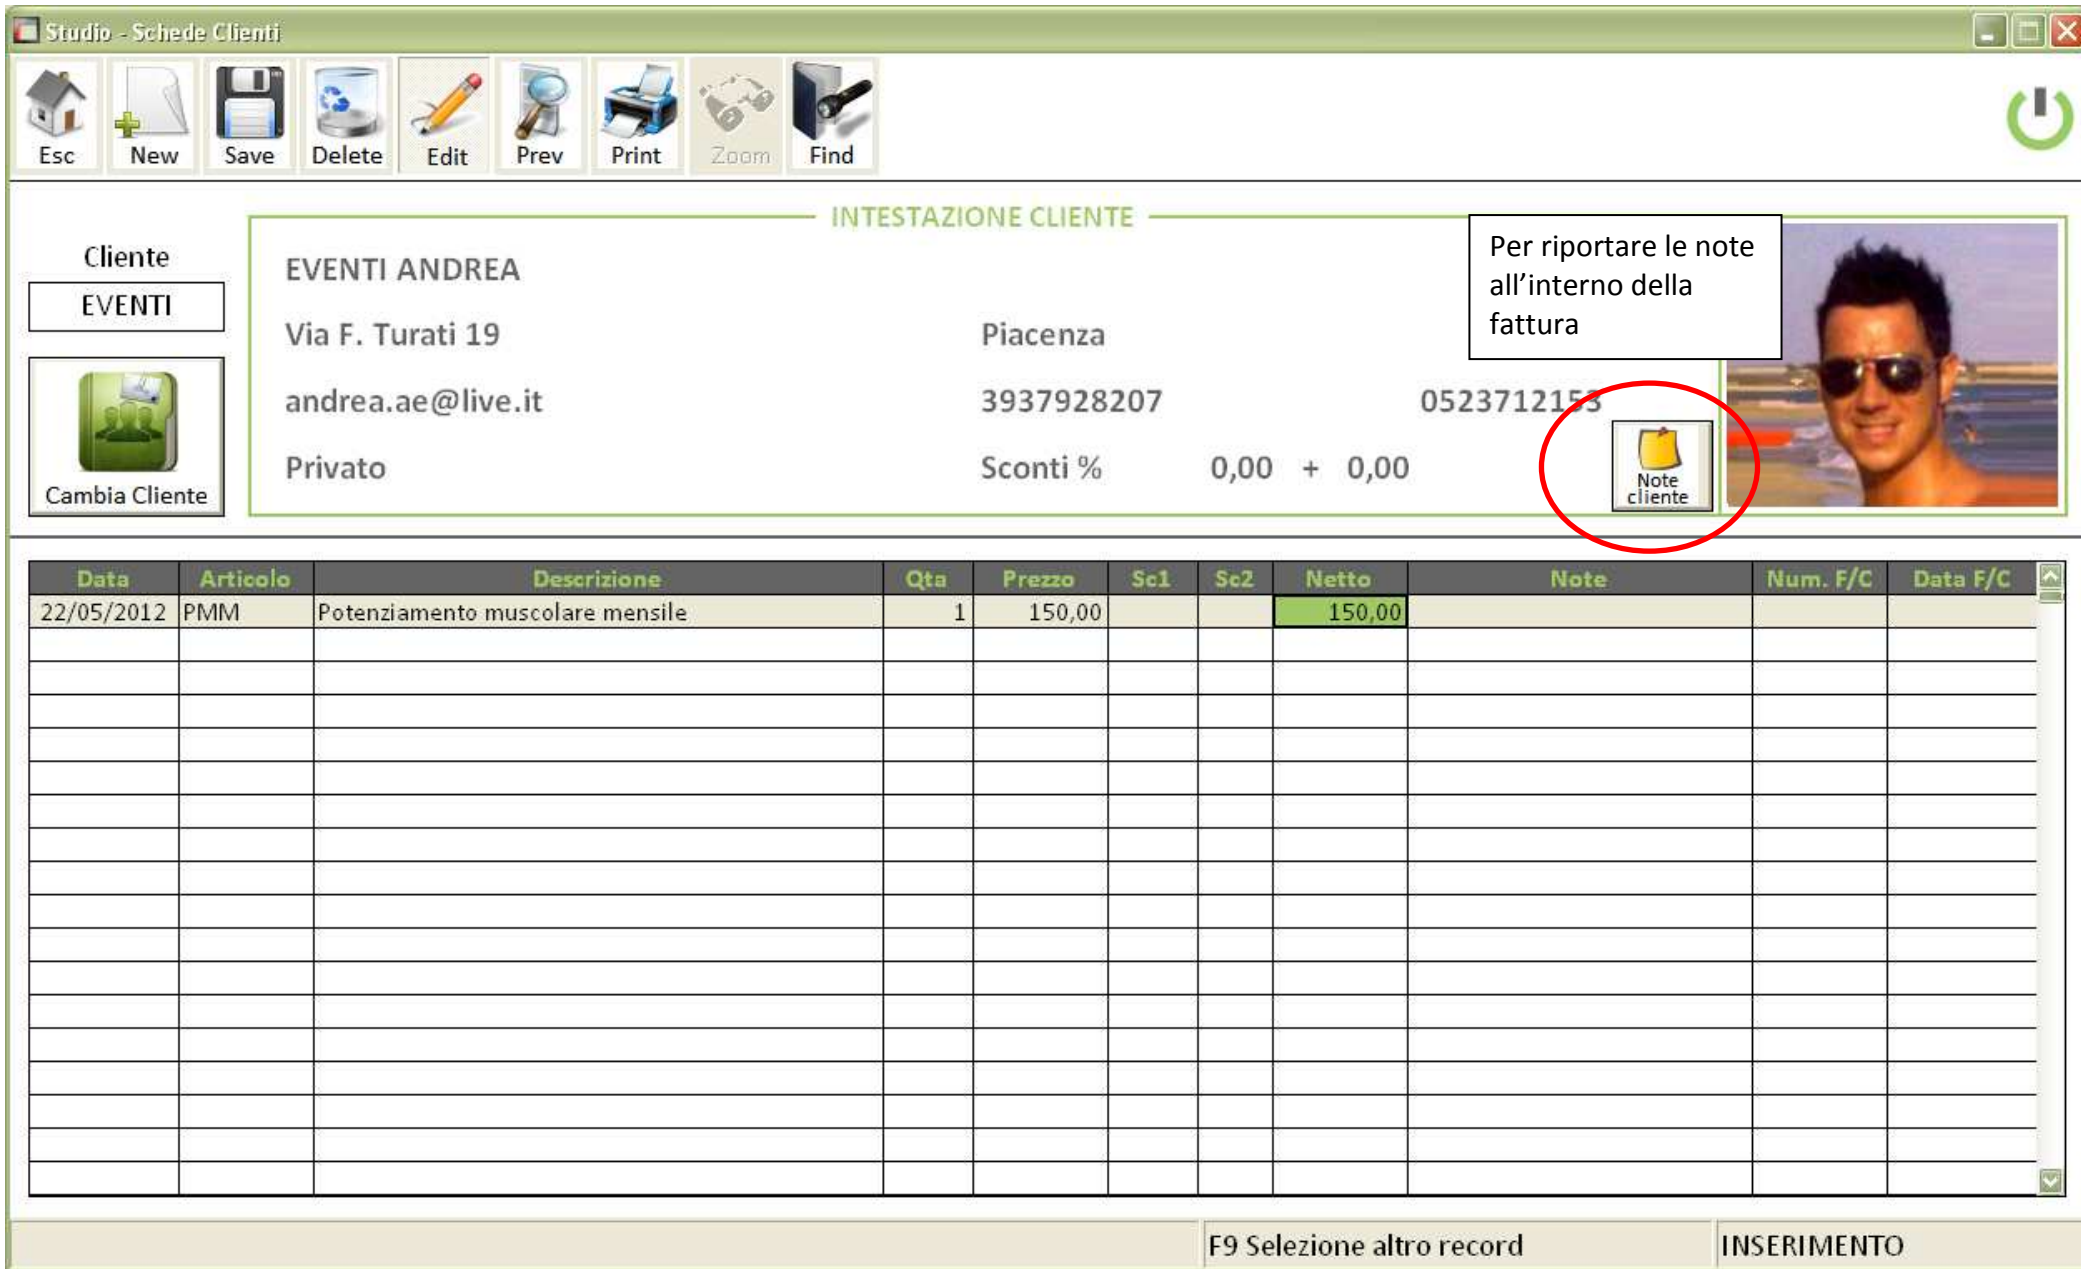 Studio - Schede Clienti
Esc New Save Delete Edit Prev Print Zoom Find
INTESTAZIONE CLIENTE
Cliente
EVENTI
EVENTI ANDREA
Per riportare le note
all’interno della
fattura
Via F. Turati 19 Piacenza
andrea.ae@live.it 3937928207 0523712153
Privato Sconti % 0,00 + 0,00
Note
cliente
Cambia Cliente
Data Articolo Descrizione Qta Prezzo Sc1 Sc2 Netto Note Num. F/C Data F/C
22/05/2012 PMM Potenziamento muscolare mensile 1 150,00 150,00
F9 Selezione altro record INSERIMENTO